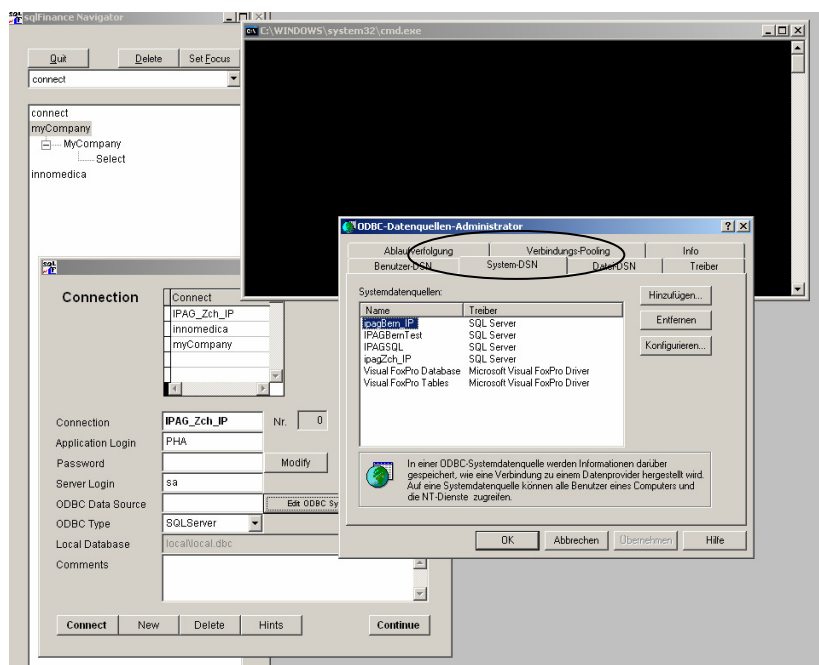 sqlFinance Navigator
C:\WINDOWS\system32\cmd.exe
Quit Delete Set Focus
connect
connect
myCompany
MyCompany
Select
innomedica
ODBC-Datenquellen-Administrator
Ablaufverfolgung Verbindungs-Pooling Info
Benutzer-DSN System-DSN Datei-DSN Treiber
Systemdatenquellen:
Name Treiber
ipagBern_IP SQL Server
IPAGBernTest SQL Server
IPAGSQL SQL Server
ipagZch_IP SQL Server
Visual FoxPro Database Microsoft Visual FoxPro Driver
Visual FoxPro Tables Microsoft Visual FoxPro Driver
Hinzufügen...
Entfernen
Konfigurieren...
In einer ODBC-Systemdatenquelle werden Informationen darüber
gespeichert, wie eine Verbindung zu einem Datenprovider hergestellt wird.
Auf eine Systemdatenquelle können alle Benutzer eines Computers und
die NT-Dienste zugreifen.
OK Abbrechen Übernehmen Hilfe
Connection
Connect
IPAG_Zch_IP
innomedica
myCompany
Connection IPAG_Zch_IP Nr. 0
Application Login PHA
Password Modify
Server Login sa
ODBC Data Source Edit ODBC Sy
ODBC Type SQLServer
Local Database local\local.dbc
Comments
Connect New Delete Hints Continue